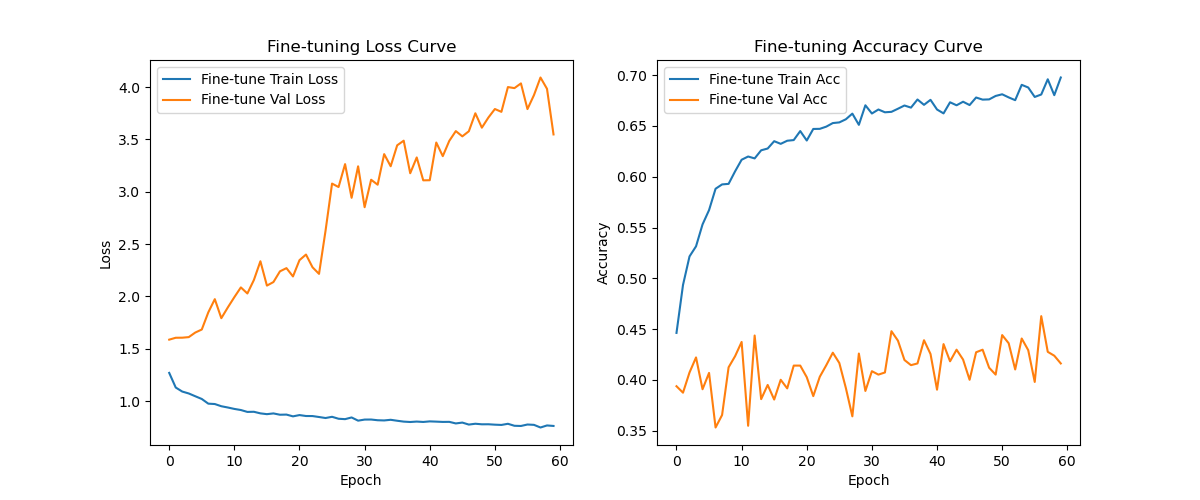 Fine-tuning Loss Curve
Fine-tune Train Loss
Fine-tune Val Loss
4.0
3.5
3.0
2.5
2.0
1.5
1.0
Loss
0 10 20 30 40 50 60
Epoch
Fine-tuning Accuracy Curve
Fine-tune Train Acc
Fine-tune Val Acc
0.70
0.65
0.60
0.55
0.50
0.45
0.40
0.35
Accuracy
0 10 20 30 40 50 60
Epoch